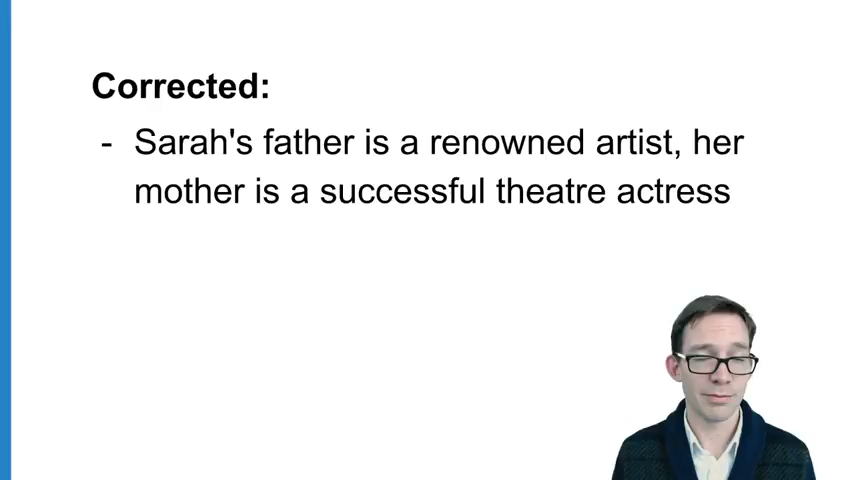 Corrected:
- Sarah's father is a renowned artist, her
mother is a successful theatre actress